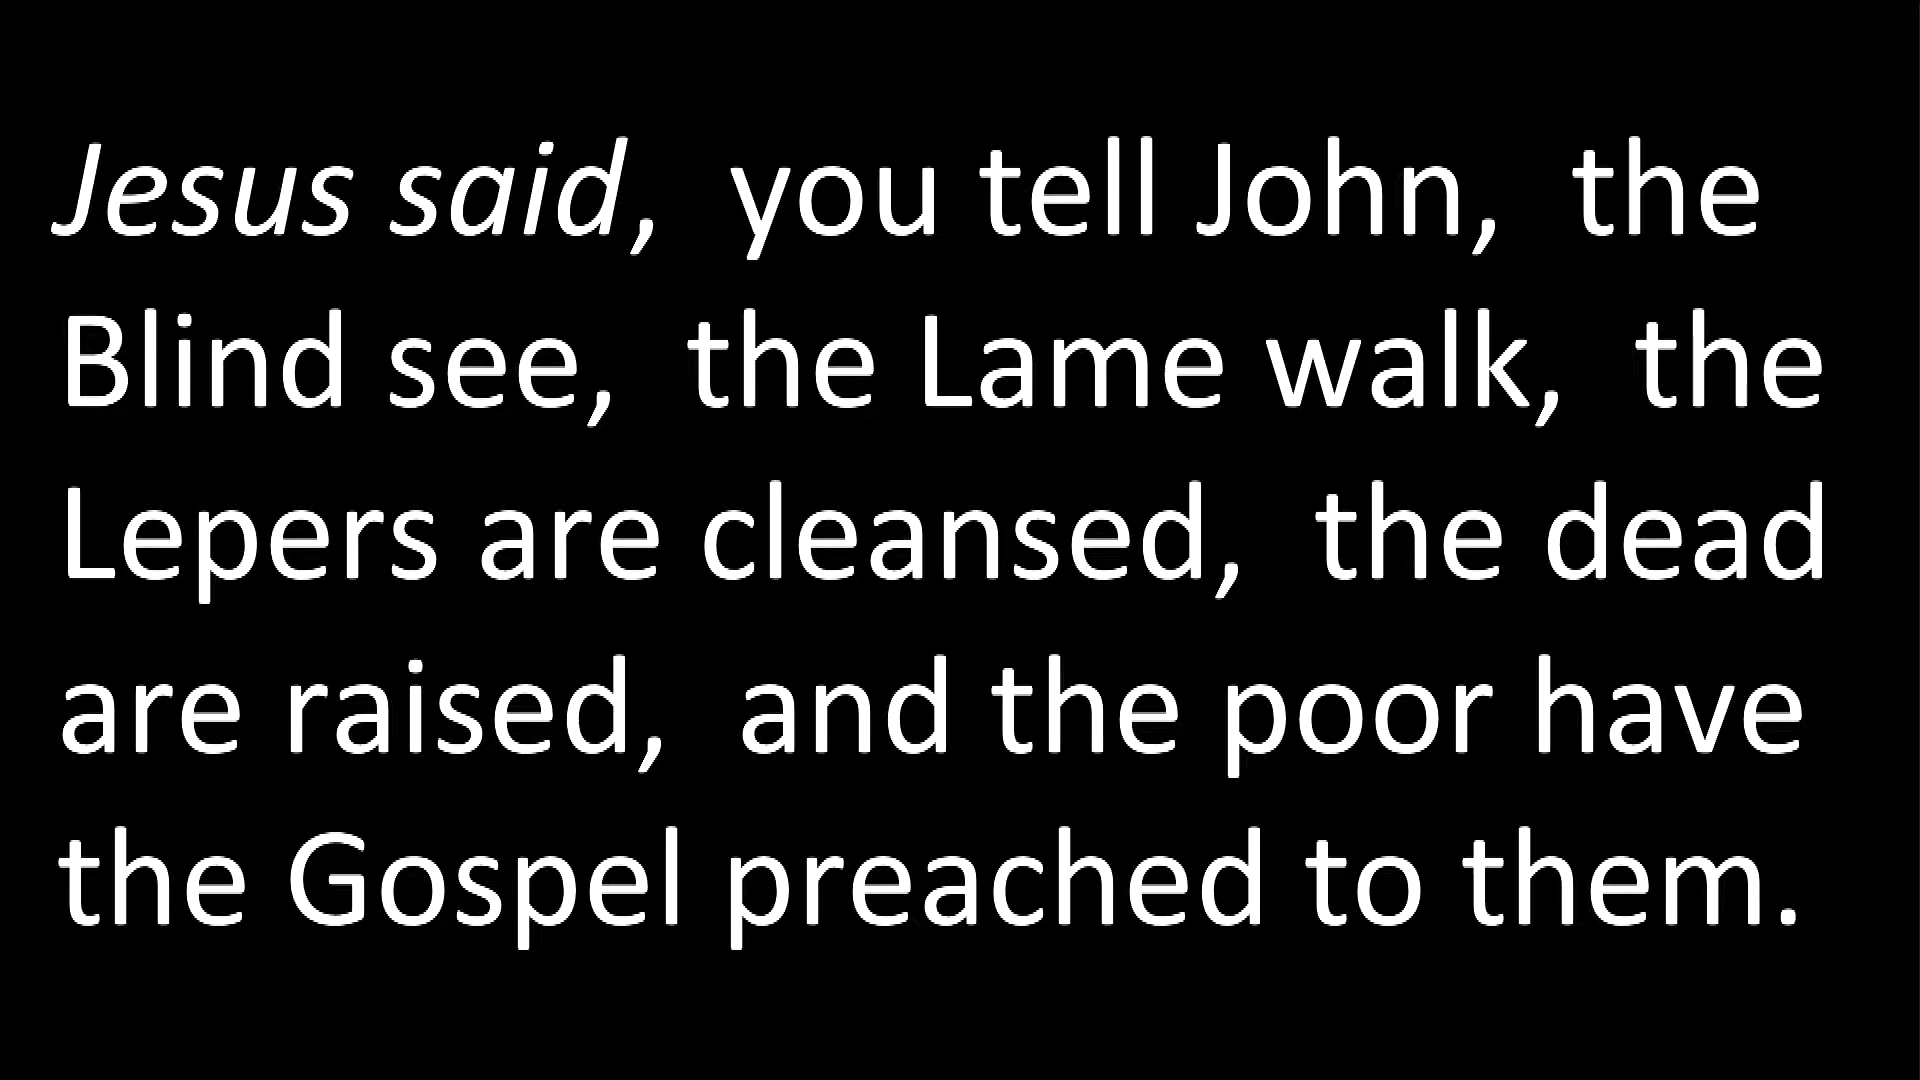 Jesus said,  you tell John,  the
Blind see,  the Lame walk,  the
Lepers are cleansed,  the dead
are raised,  and the poor have
the Gospel preached to them.